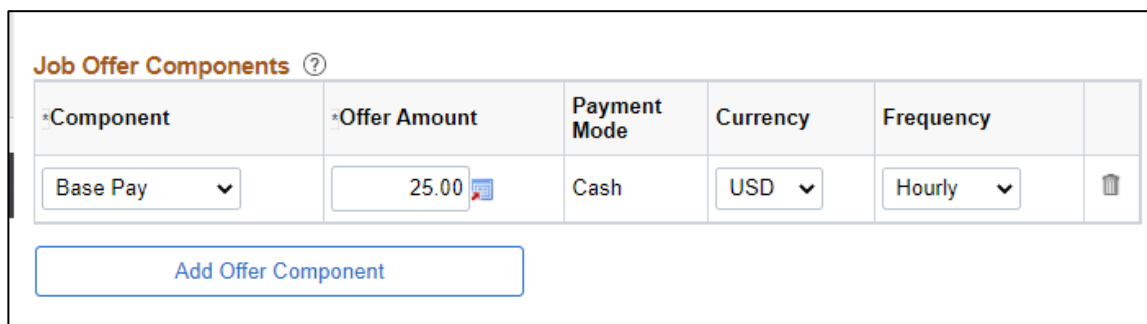 Job Offer Components ?
*Component *Offer Amount Payment Mode Currency Frequency
Base Pay 25.00 Cash USD Hourly
Add Offer Component